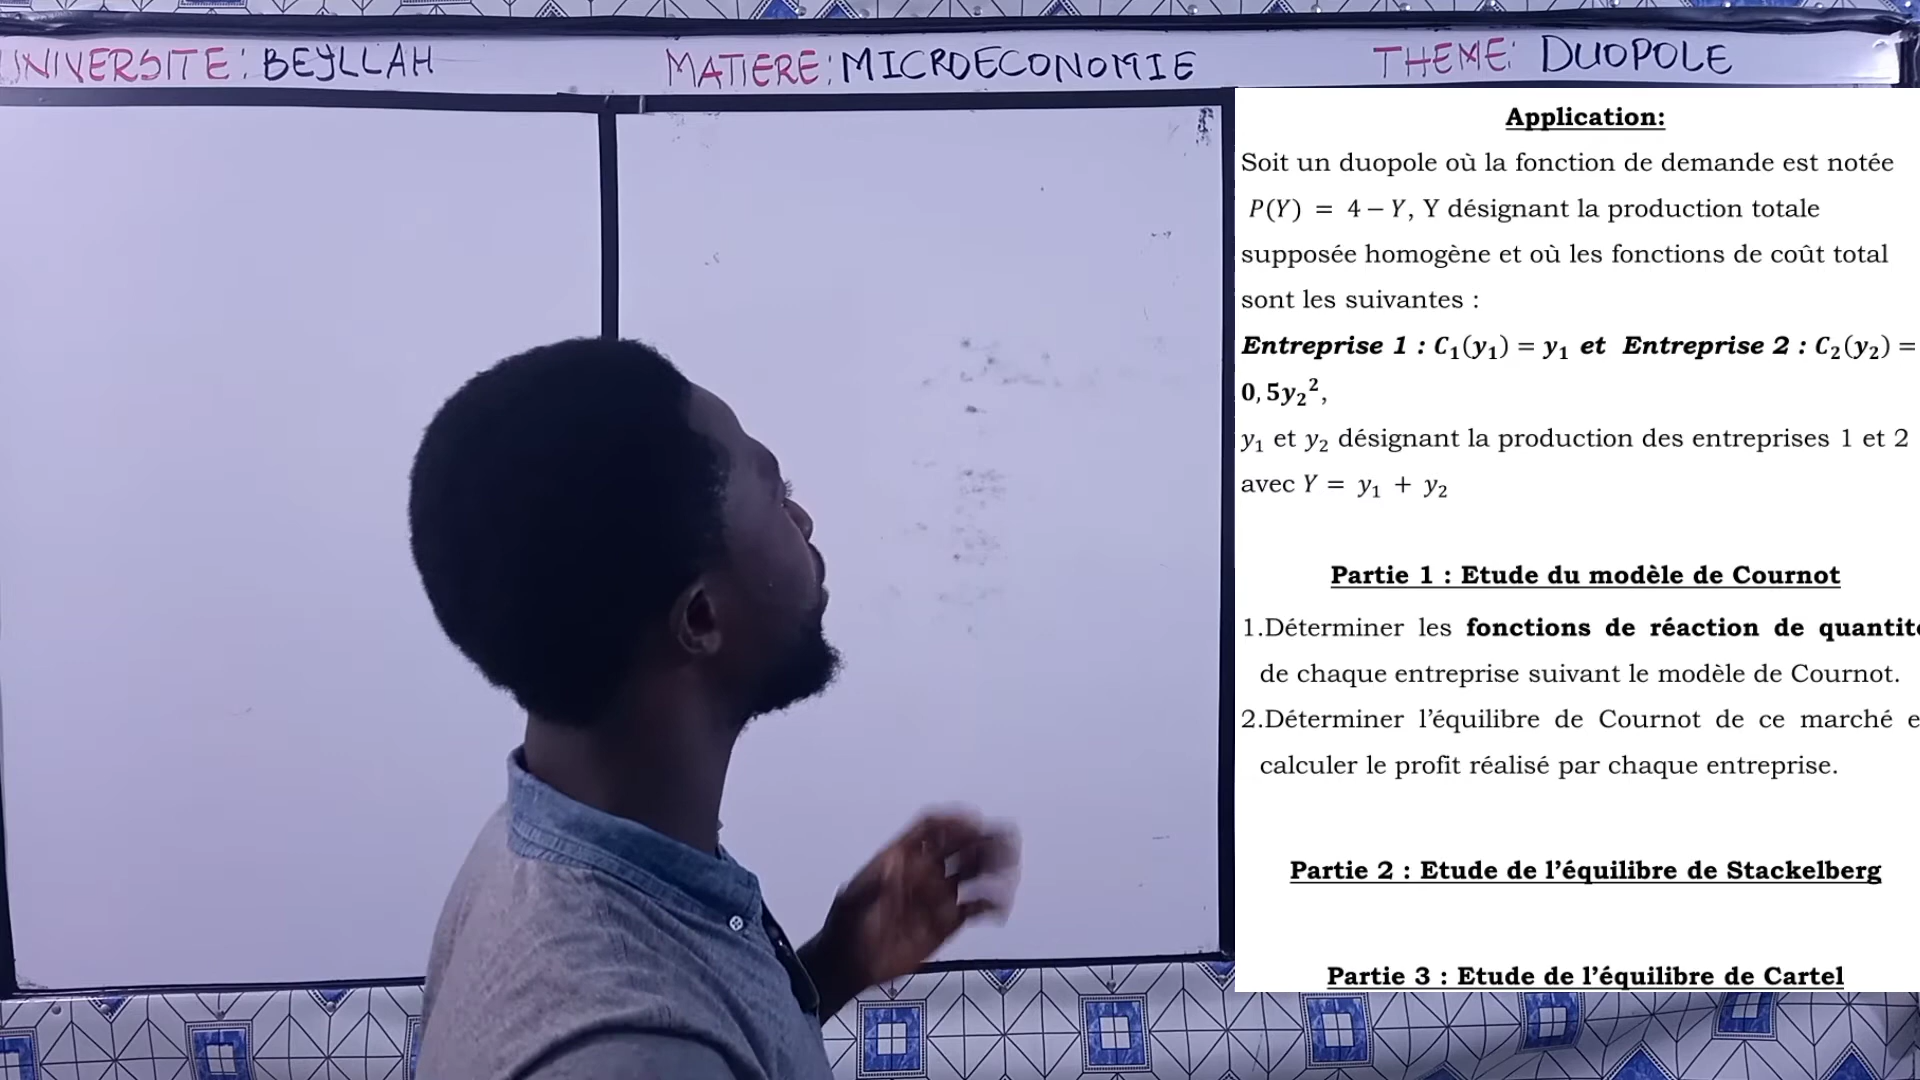 UNIVERSITE: BEYLLAH
MATIERE: MICROECONOMIE
THEME: DUOPOLE
Application:
Soit un duopole où la fonction de demande est notée
P(Y) = 4 – Y, Y désignant la production totale
supposée homogène et où les fonctions de coût total
sont les suivantes :
Entreprise 1 : C₁(y₁) = y₁ et Entreprise 2 : C₂(y₂) =
0,5y₂²,
y₁ et y₂ désignant la production des entreprises 1 et 2
avec Y = y₁ + y₂
Partie 1 : Etude du modèle de Cournot
1.Déterminer les fonctions de réaction de quantité
de chaque entreprise suivant le modèle de Cournot.
2.Déterminer l’équilibre de Cournot de ce marché e
calculer le profit réalisé par chaque entreprise.
Partie 2 : Etude de l’équilibre de Stackelberg
Partie 3 : Etude de l’équilibre de Cartel